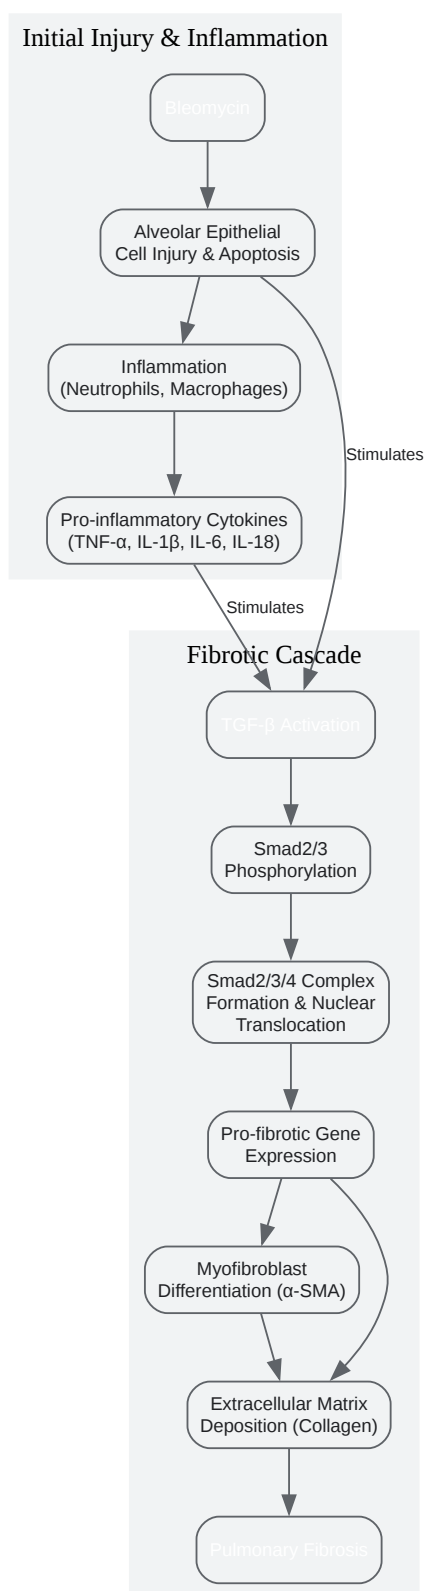 Initial Injury & Inflammation
Bleomycin
Alveolar Epithelial
Cell Injury & Apoptosis
Inflammation
(Neutrophils, Macrophages)
Stimulates
Pro-inflammatory Cytokines
(TNF-α, IL-1β, IL-6, IL-18)
Stimulates
Fibrotic Cascade
TGF-β Activation
Smad2/3
Phosphorylation
Smad2/3/4 Complex
Formation & Nuclear
Translocation
Pro-fibrotic Gene
Expression
Myofibroblast
Differentiation (α-SMA)
Extracellular Matrix
Deposition (Collagen)
Pulmonary Fibrosis